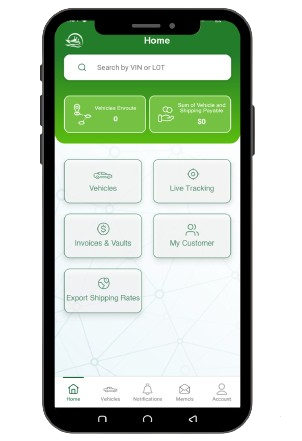 Home
Search by VIN or LOT
Vehicles Enroute
0
Sum of Vehicle and
Shipping Payable
$0
Vehicles
Live Tracking
Invoices & Vaults
My Customer
Export Shipping Rates
Home
Vehicles
Notifications
Memo's
Account